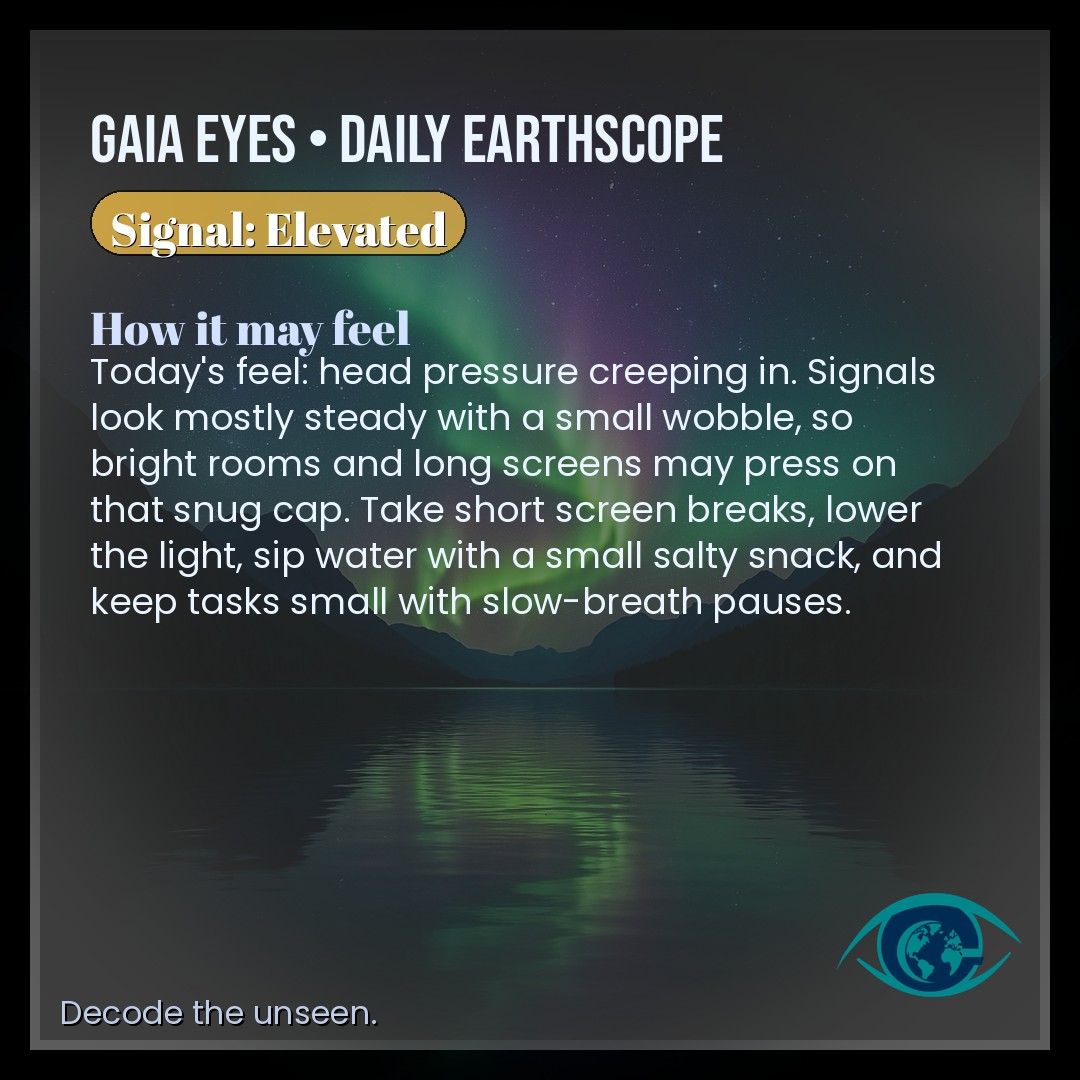 GAIA EYES • DAILY EARTHSCOPE
Signal: Elevated
How it may feel
Today's feel: head pressure creeping in. Signals
look mostly steady with a small wobble, so
bright rooms and long screens may press on
that snug cap. Take short screen breaks, lower
the light, sip water with a small salty snack, and
keep tasks small with slow-breath pauses.
Decode the unseen.